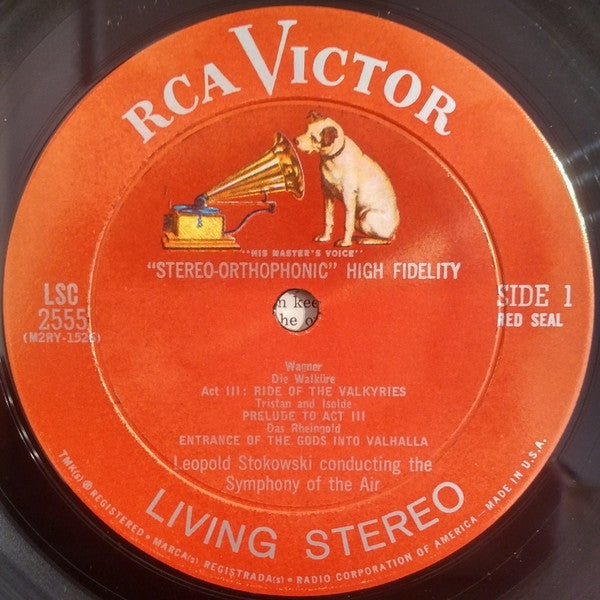 RCA VICTOR
"HIS MASTER'S VOICE"
"STEREO-ORTHOPHONIC" HIGH FIDELITY
LSC
2555
(M2RY-1526)
SIDE 1
RED SEAL
n kee
he o
Wagner
Die Walküre
Act III: RIDE OF THE VALKYRIES
Tristan and Isolde
PRELUDE TO ACT III
Das Rheingold
ENTRANCE OF THE GODS INTO VALHALLA
Leopold Stokowski conducting the
Symphony of the Air
LIVING STEREO
TMK(s) ® REGISTERED • MARCA(s) REGISTRADA(s) • RADIO CORPORATION OF AMERICA—MADE IN U.S.A.